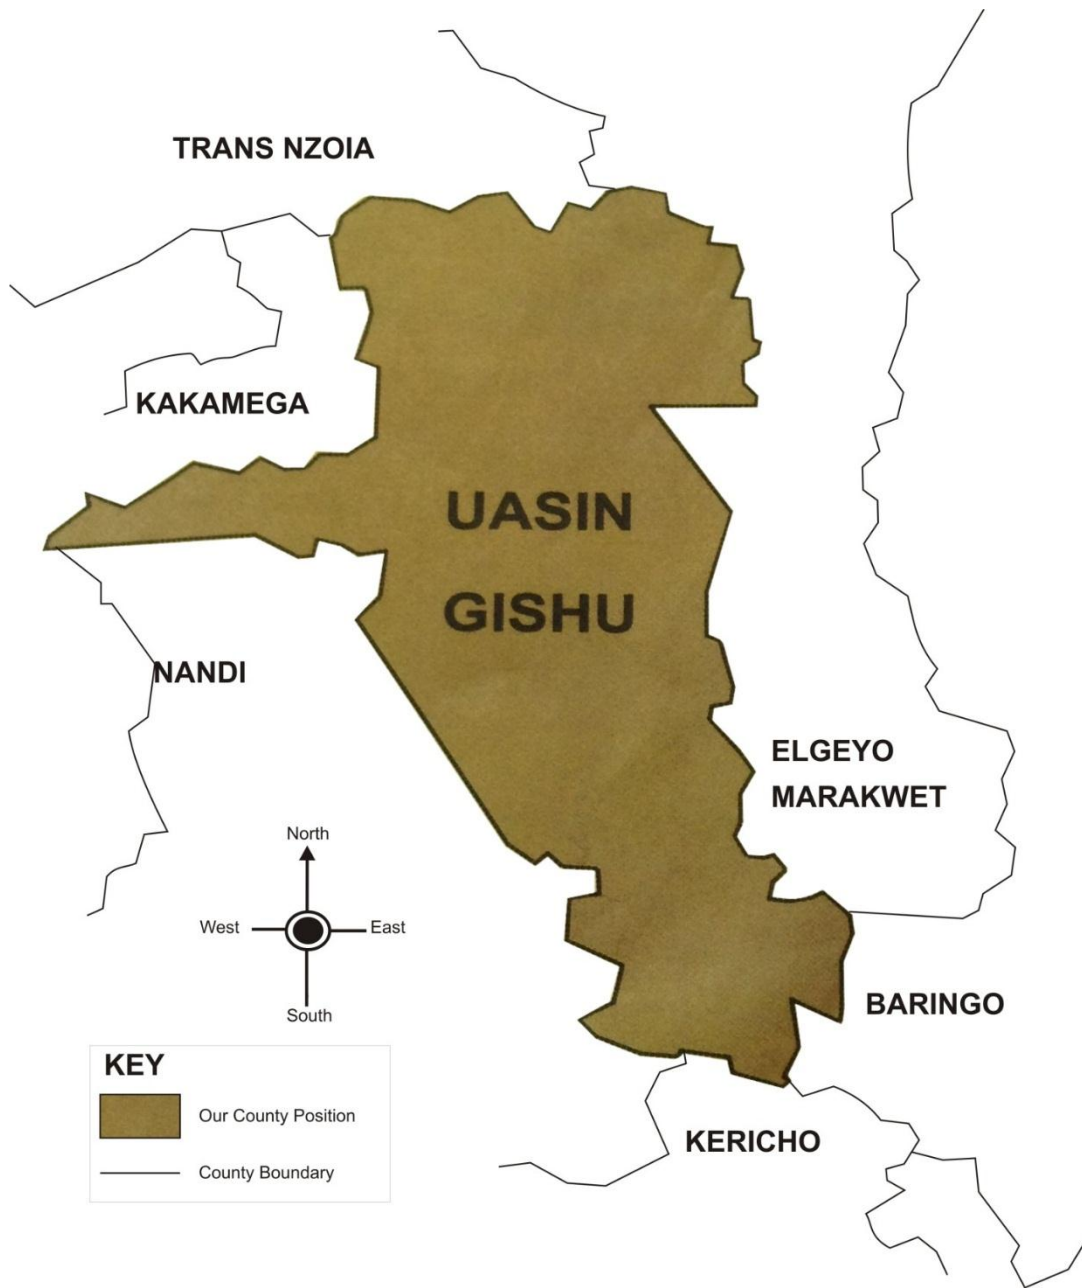 TRANS NZOIA
KAKAMEGA
UASIN
GISHU
NANDI
ELGEYO
MARAKWET
North
West
East
South
BARINGO
KEY
Our County Position
County Boundary
KERICHO